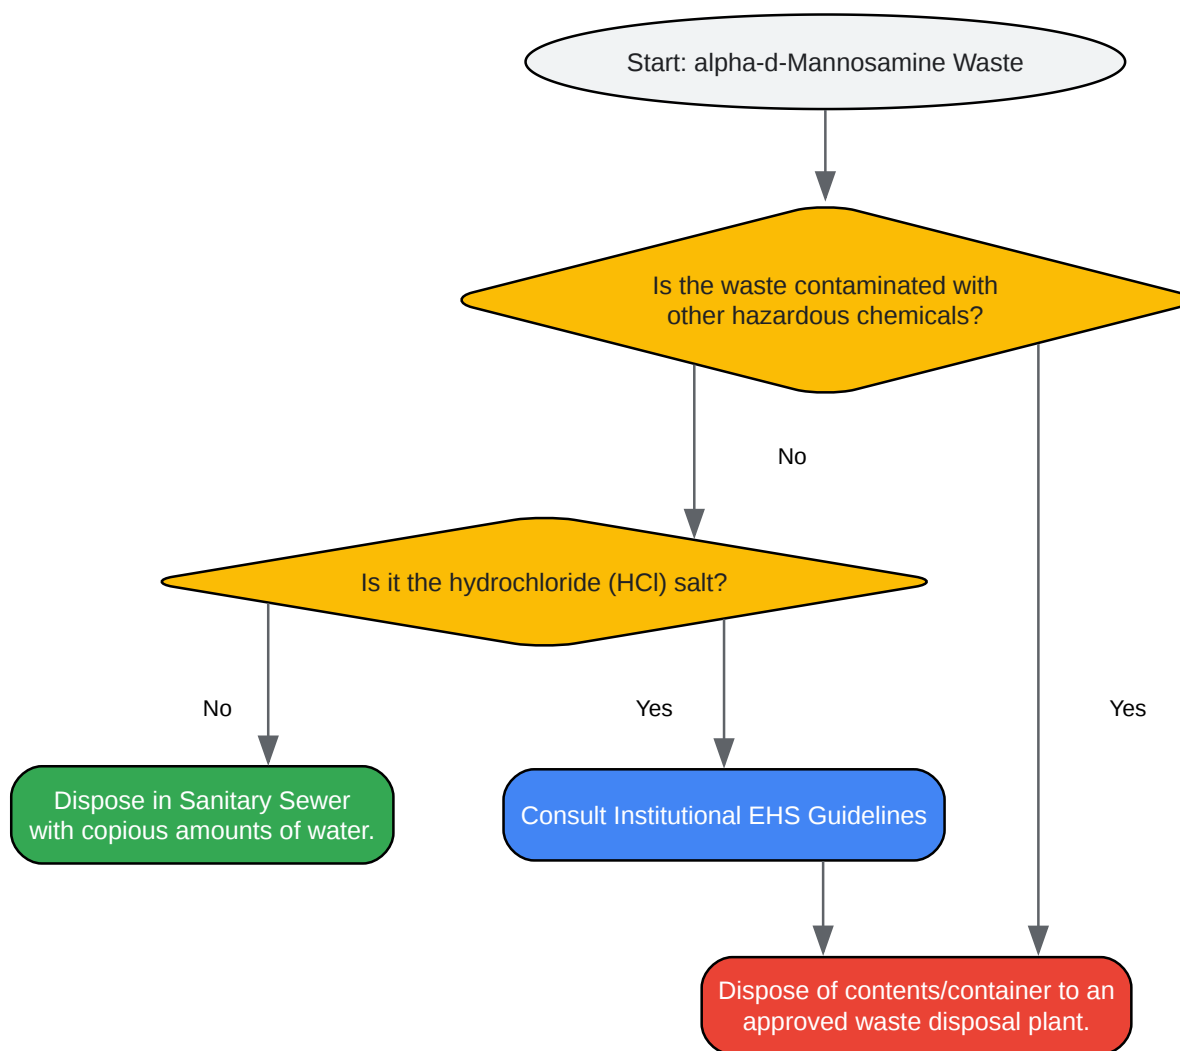 Start: alpha-d-Mannosamine Waste
Is the waste contaminated with
other hazardous chemicals?
No
Is it the hydrochloride (HCl) salt?
No
Yes
Yes
Dispose in Sanitary Sewer
with copious amounts of water.
Consult Institutional EHS Guidelines
Dispose of contents/container to an
approved waste disposal plant.